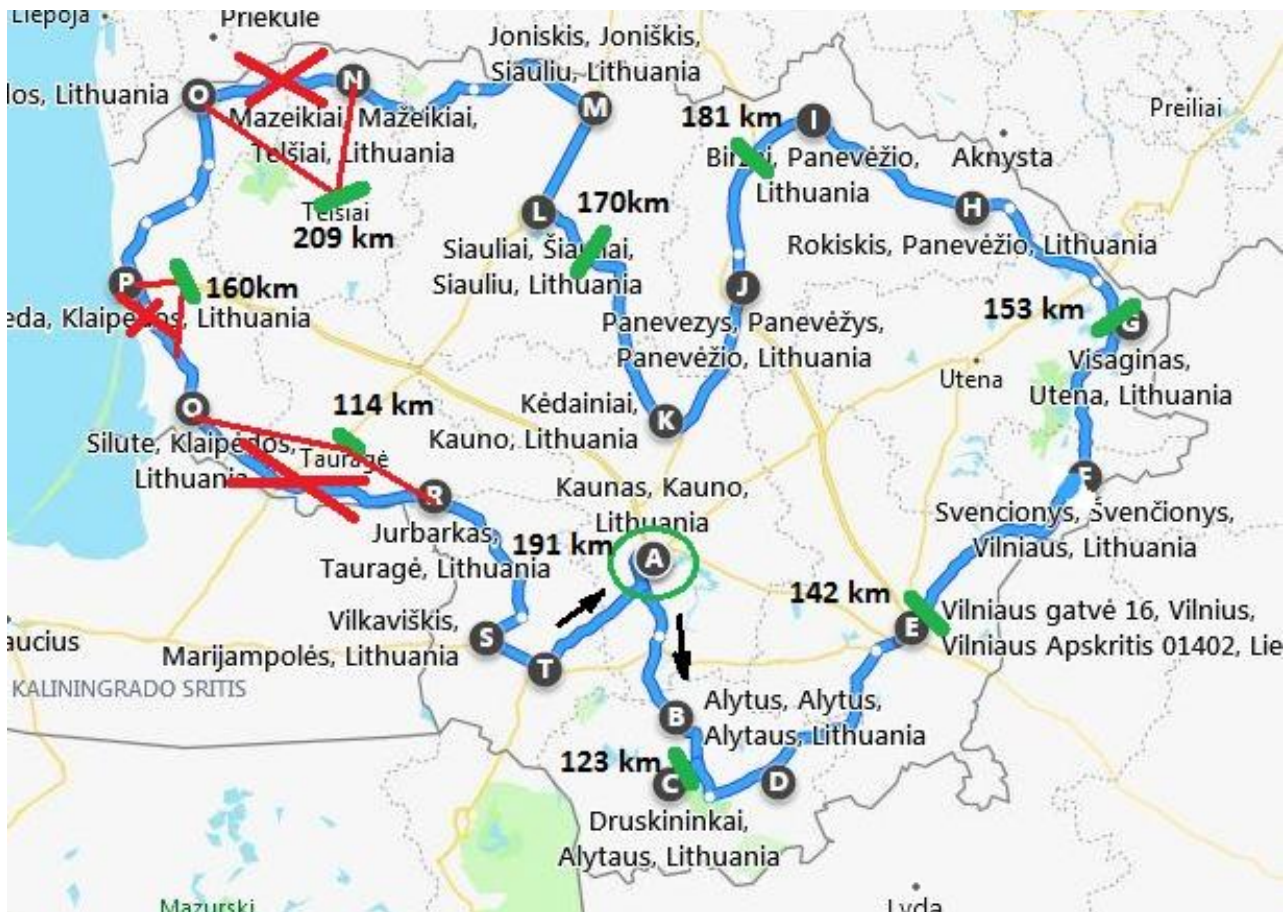 Liepoja
Priekule
Joniskis, Joniškis,
Siauliu, Lithuania
O
N
los, Lithuania
M
Mazeikiai, Mažeikiai,
Telšiai, Lithuania
181 km
I
Preiliai
Birzai, Panevėžio,
Lithuania
Aknysta
Telsiai
209 km
L
170km
H
Siauliai, Šiauliai,
Siauliu, Lithuania
Rokiskis, Panevėžio, Lithuania
P
160km
J
153 km
G
eda, Klaipėdos, Lithuania
Panevezys, Panevėžys,
Panevėžio, Lithuania
Visaginas,
Utena, Lithuania
Utena
Kėdainiai,
Kauno, Lithuania
K
114 km
Silute, Klaipėdos,
Lithuania
Tauragė
R
Kaunas, Kauno,
Lithuania
F
Svencionys, Švenčionys,
Vilniaus, Lithuania
Jurbarkas,
Tauragė, Lithuania
191 km
A
142 km
Vilniaus gatvė 16, Vilnius,
Vilniaus Apskritis 01402, Lie
E
Vilkaviškis,
Marijampolės, Lithuania
S
T
aucius
KALININGRADO SRITIS
B
Alytus, Alytus,
Alytaus, Lithuania
123 km
C
D
Druskininkai,
Alytaus, Lithuania
Mazurski
Lyda